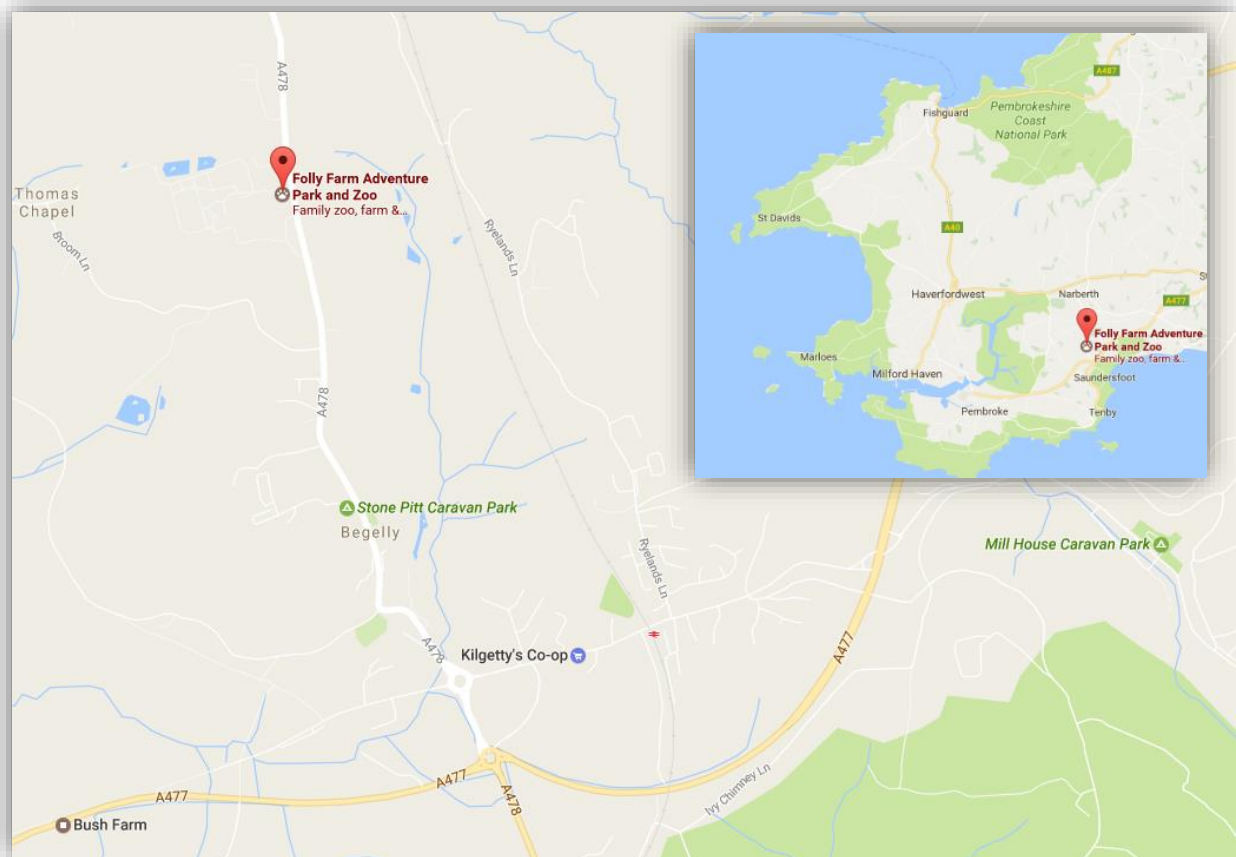 A478
Folly Farm Adventure
Park and Zoo
Family zoo, farm &...
Thomas
Chapel
Broom Ln
Ryelands Ln
A478
Stone Pitt Caravan Park
Begelly
Ryelands Ln
A478
Kilgetty's Co-op
A477
A477
A477
A478
Ivy Chimney Ln
Bush Farm
Mill House Caravan Park
A487
Pembrokeshire
Coast
National Park
Fishguard
St Davids
A40
Haverfordwest
Narberth
St
A477
Folly Farm Adventure
Park and Zoo
Family zoo, farm &...
Marloes
Milford Haven
Saundersfoot
Pembroke
Tenby